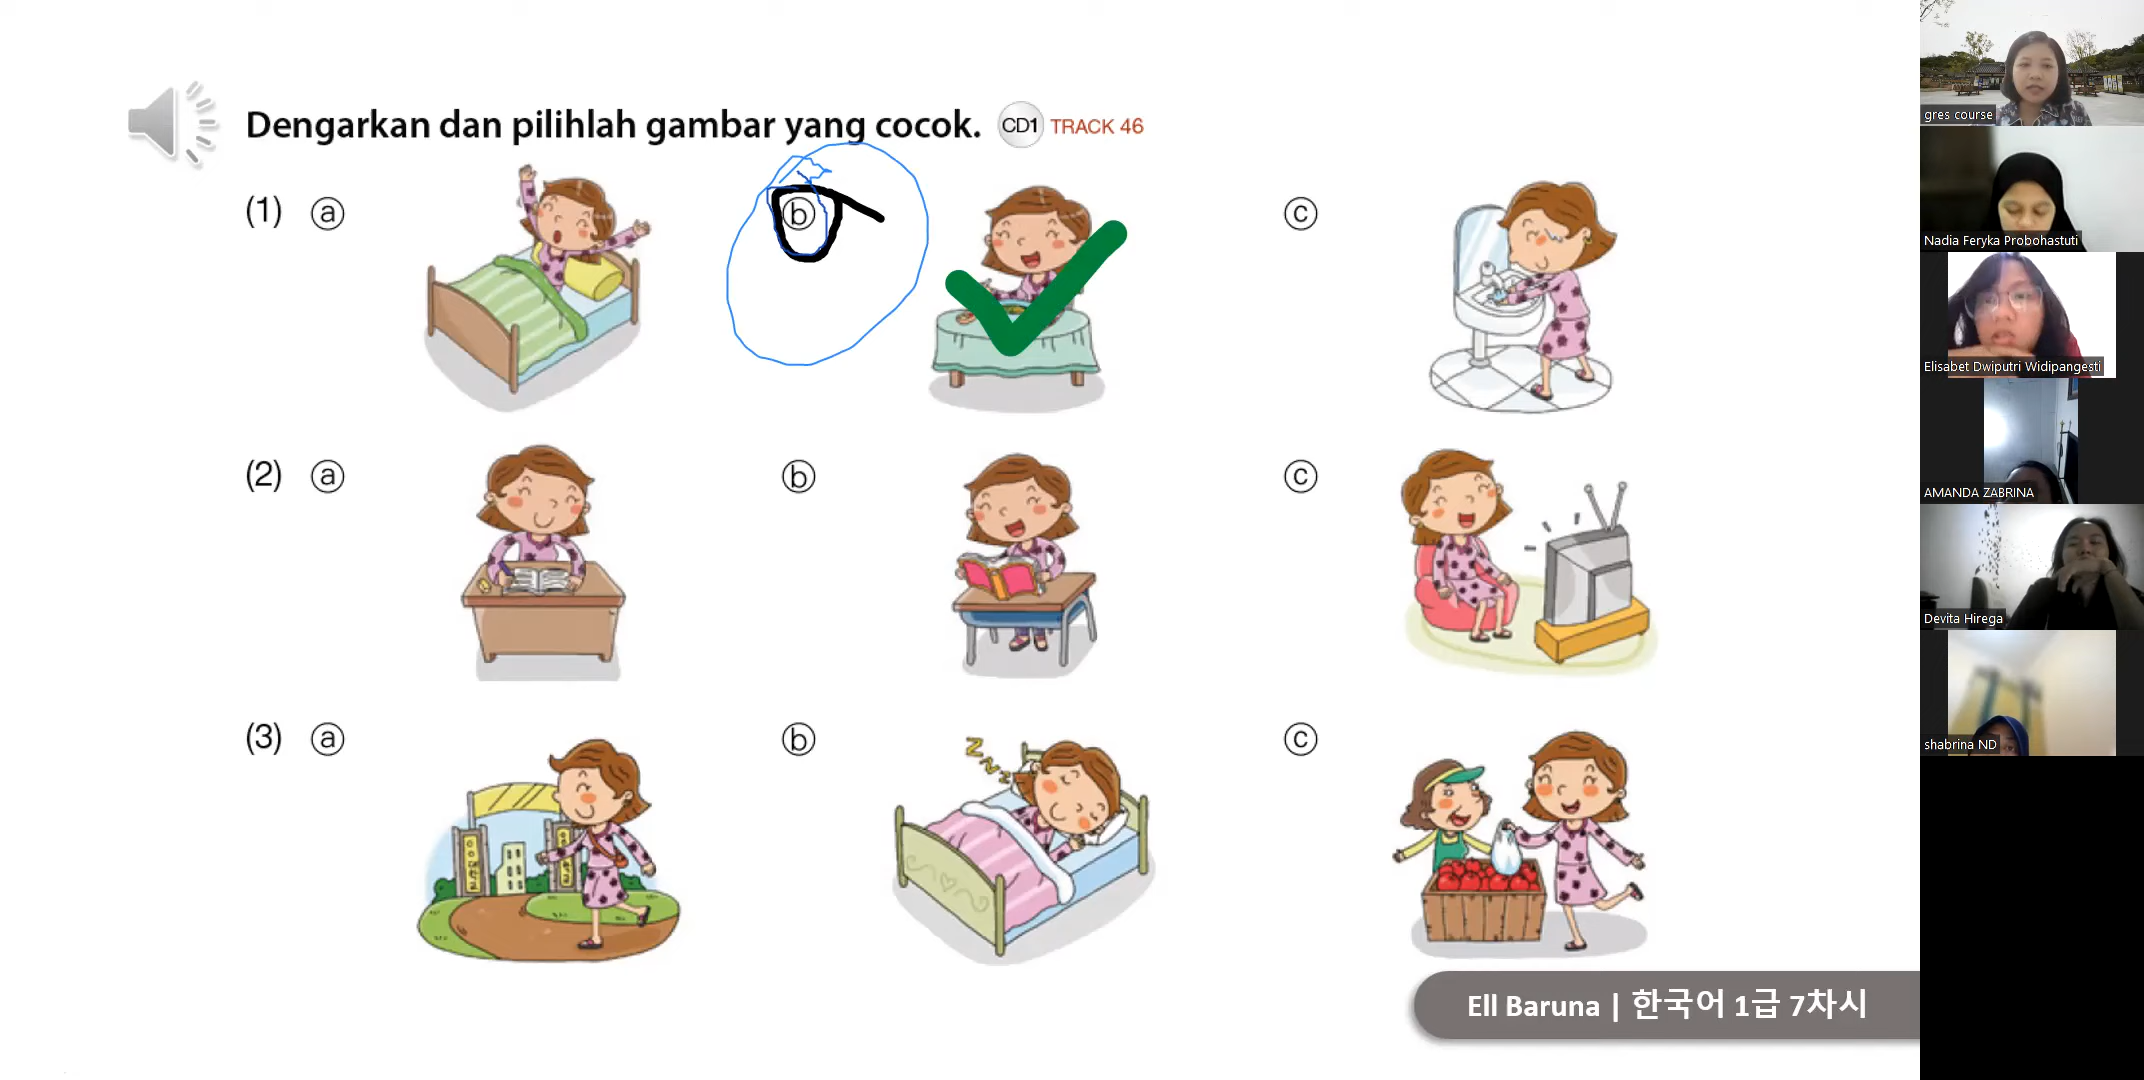 Dengarkan dan pilihlah gambar yang cocok. CD1 TRACK 46
(1) ⓐ ⓑ ⓒ
(2) ⓐ ⓑ ⓒ
(3) ⓐ ⓑ ⓒ
Ell Baruna | 한국어 1급 7차시
gres course
Nadia Feryka Probohastuti
Elisabet Dwiputri Widipangesti
AMANDA ZABRINA
Devita Hirega
shabrina ND